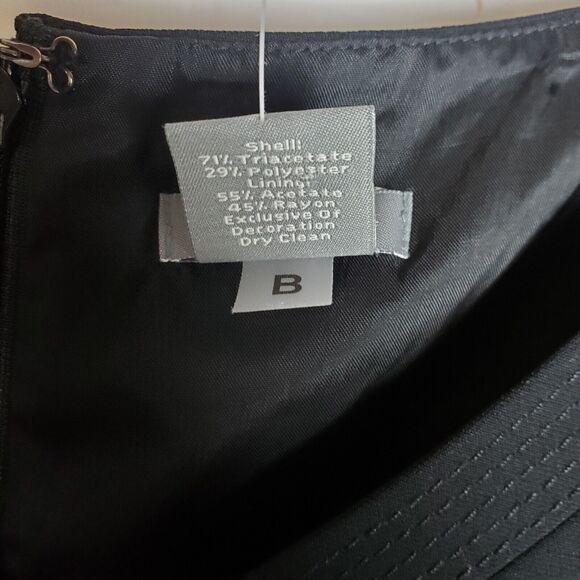 Shell:
71% Triacetate
29% Polyester
Lining:
55% Acetate
45% Rayon
Exclusive Of
Decoration
Dry Clean
B